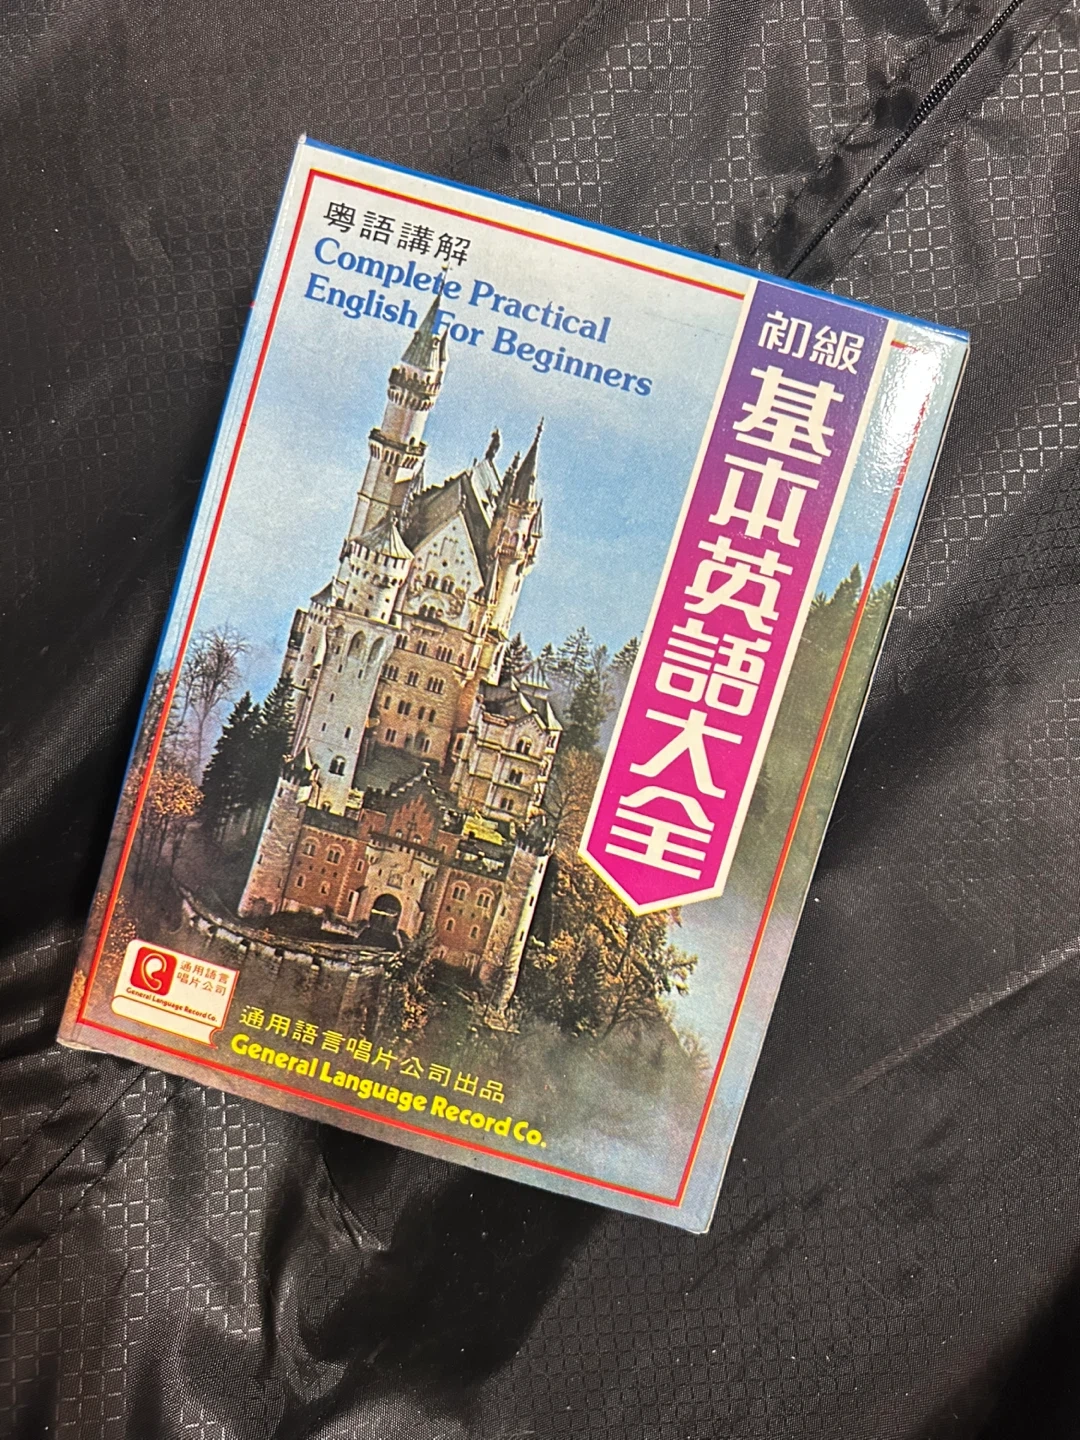 粵語講解
Complete Practical
English For Beginners
初級
基本英語大全
通用語言
唱片公司
General Language Record Co.
通用語言唱片公司出品
General Language Record Co.